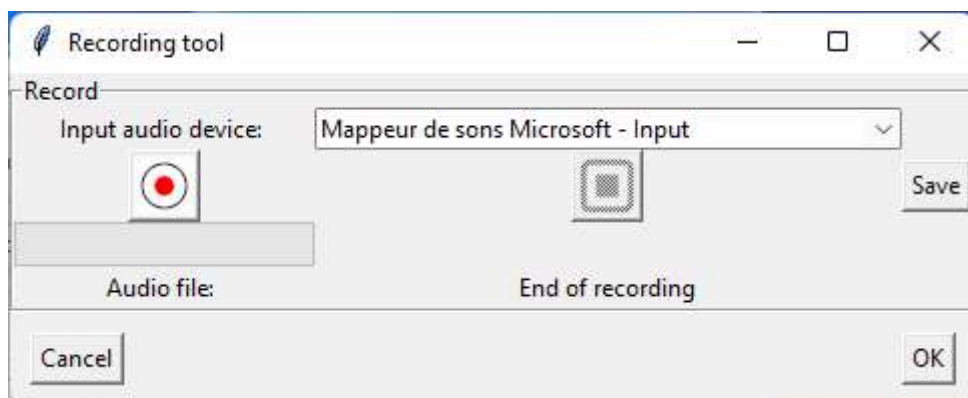 Recording tool
Record
Input audio device: Mappeur de sons Microsoft - Input
Save
Audio file: End of recording
Cancel OK